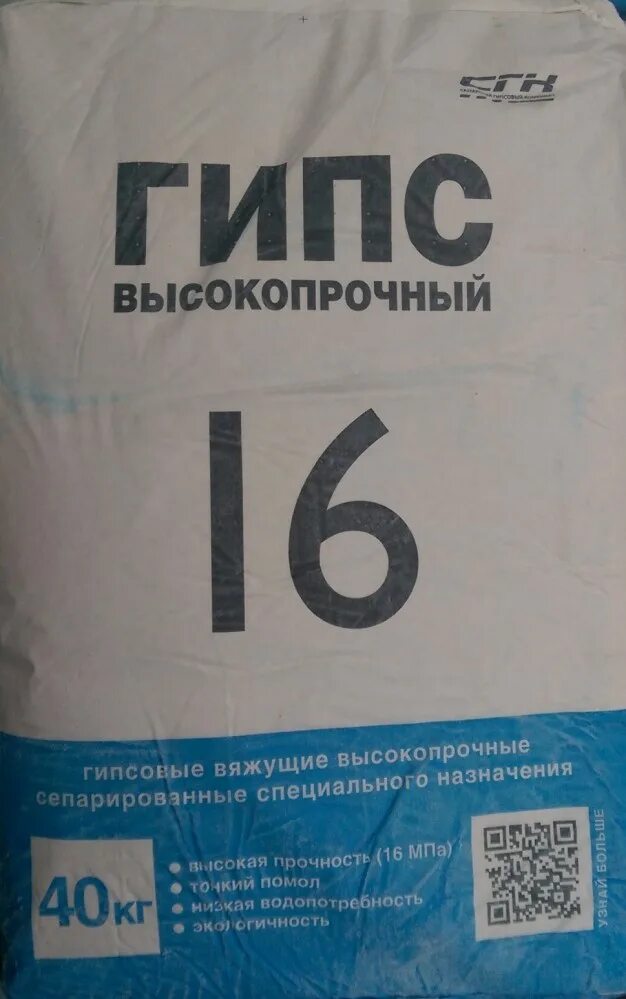 СГК
ГИПС
ВЫСОКОПРОЧНЫЙ
16
гипсовые вяжущие высокопрочные
сепарированные специального назначения
40кг
• высокая прочность (16 МПа)
• тонкий помол
• низкая водопотребность
• экологичность
УЗНАЙ БОЛЬШЕ